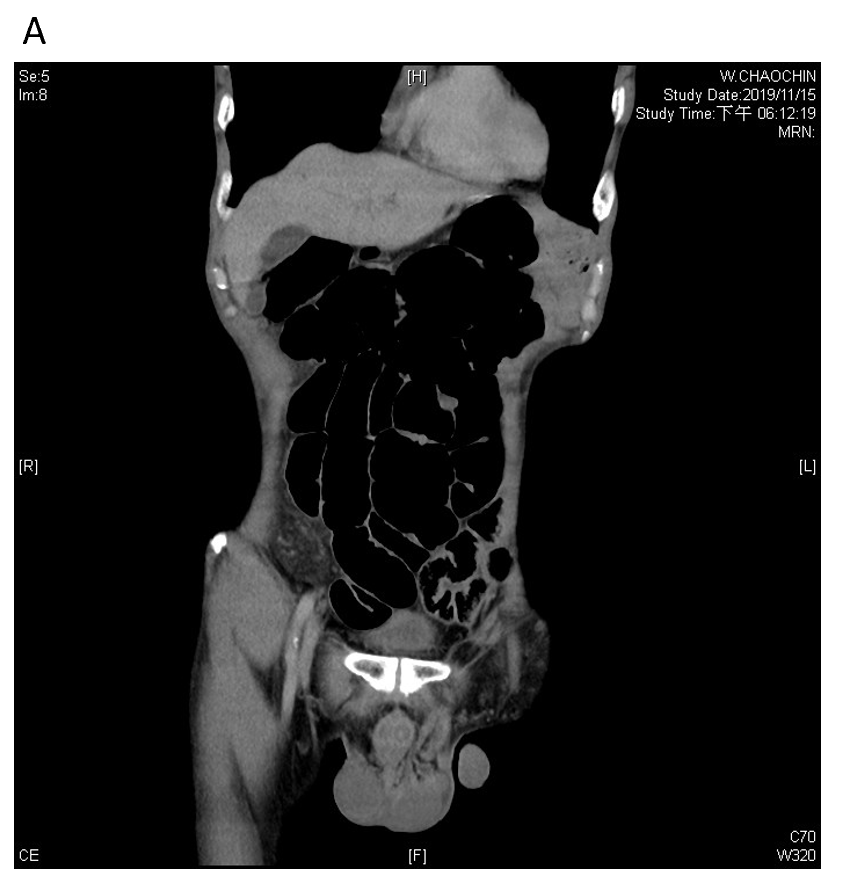 A
Se:5
Im:8
[H]
W.CHAOCHIN
Study Date:2019/11/15
Study Time:下午 06:12:19
MRN:
[R]
[L]
CE
[F]
C70
W320